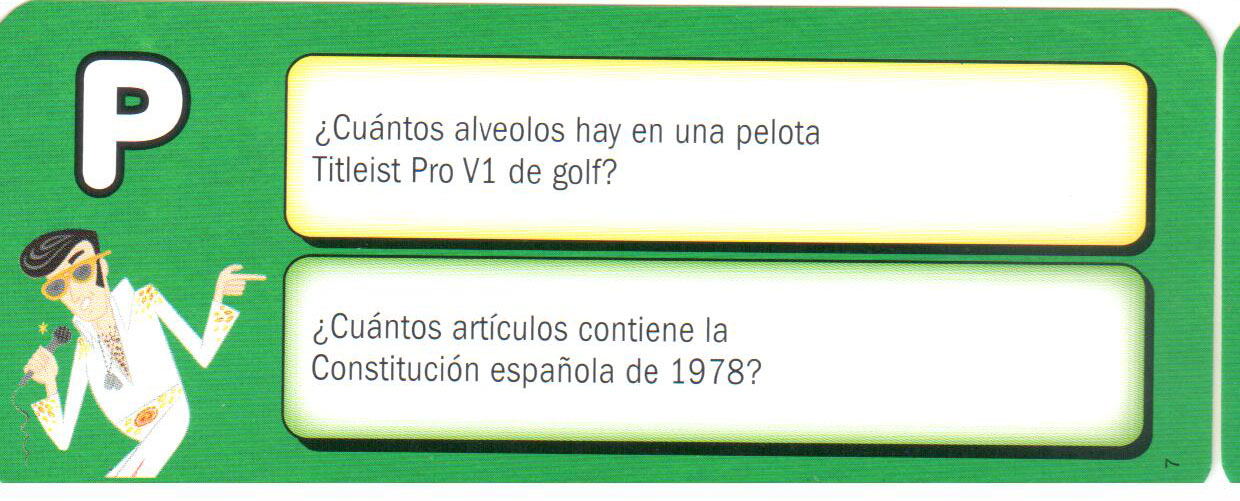 P
¿Cuántos alveolos hay en una pelota
Titleist Pro V1 de golf?
¿Cuántos artículos contiene la
Constitución española de 1978?
7